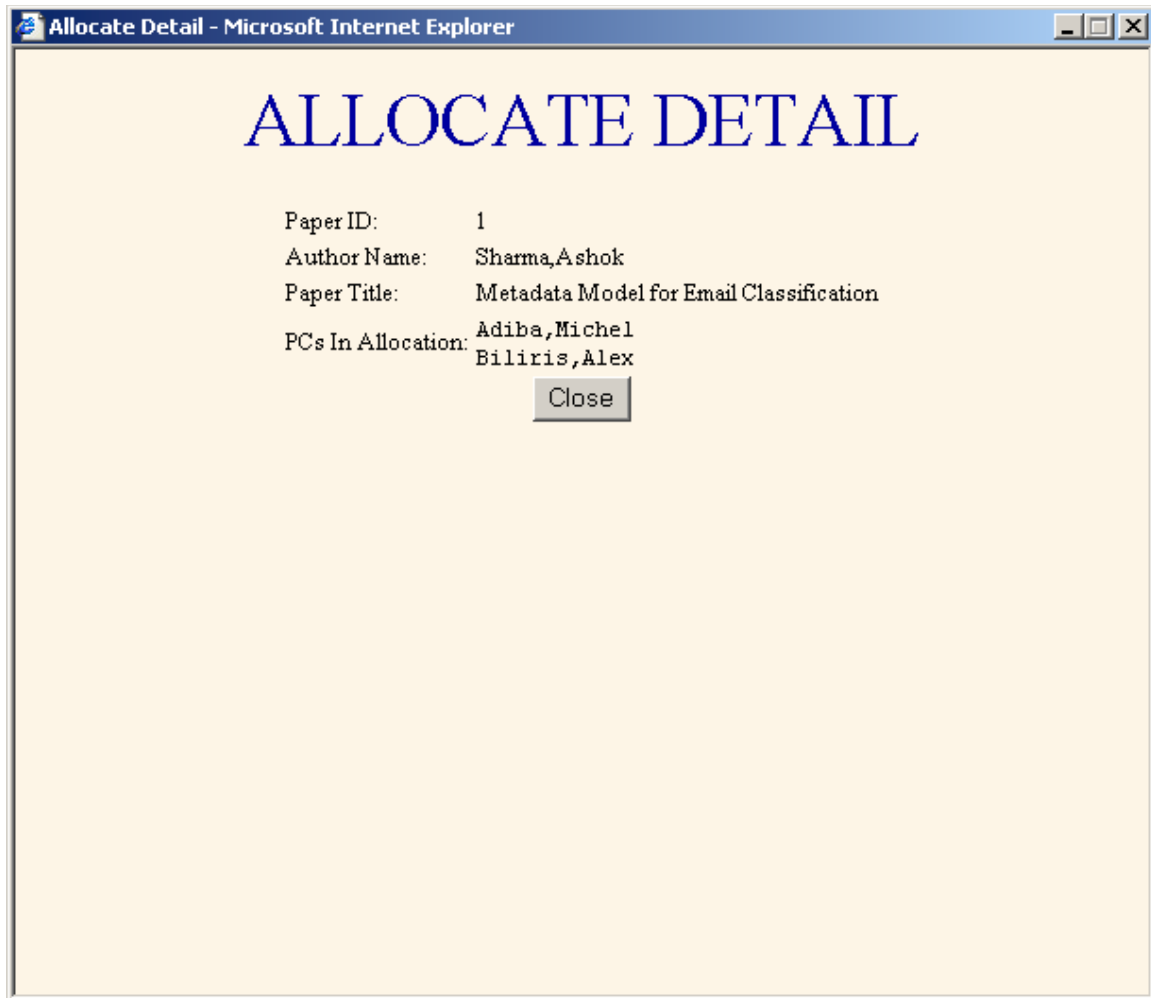 Allocate Detail - Microsoft Internet Explorer
ALLOCATE DETAIL
Paper ID: 1
Author Name: Sharma,Ashok
Paper Title: Metadata Model for Email Classification
PCs In Allocation: Adiba,Michel
Biliris,Alex
Close